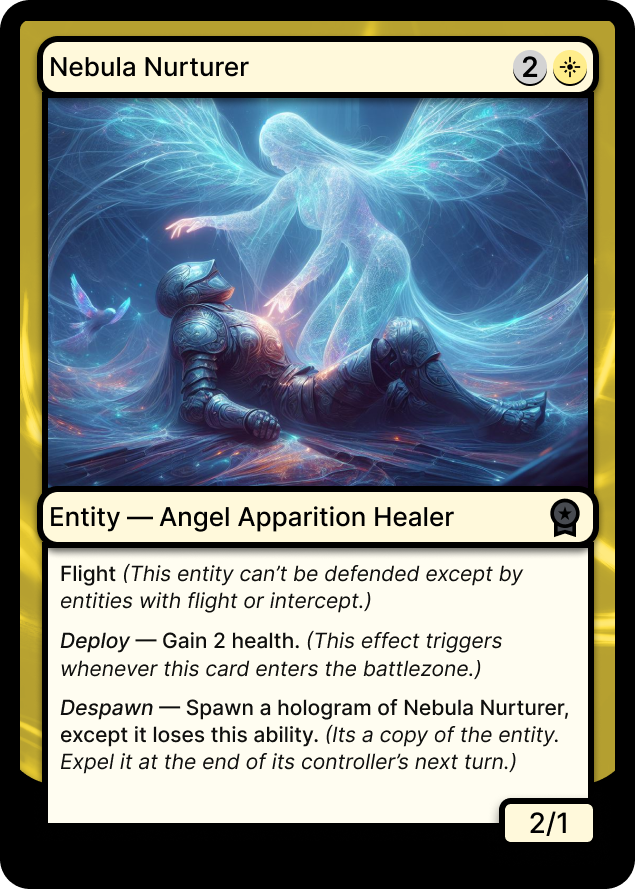 Nebula Nurturer 2
Entity — Angel Apparition Healer
Flight (This entity can’t be defended except by
entities with flight or intercept.)
Deploy — Gain 2 health. (This effect triggers
whenever this card enters the battlezone.)
Despawn — Spawn a hologram of Nebula Nurturer,
except it loses this ability. (Its a copy of the entity.
Expel it at the end of its controller’s next turn.)
2/1